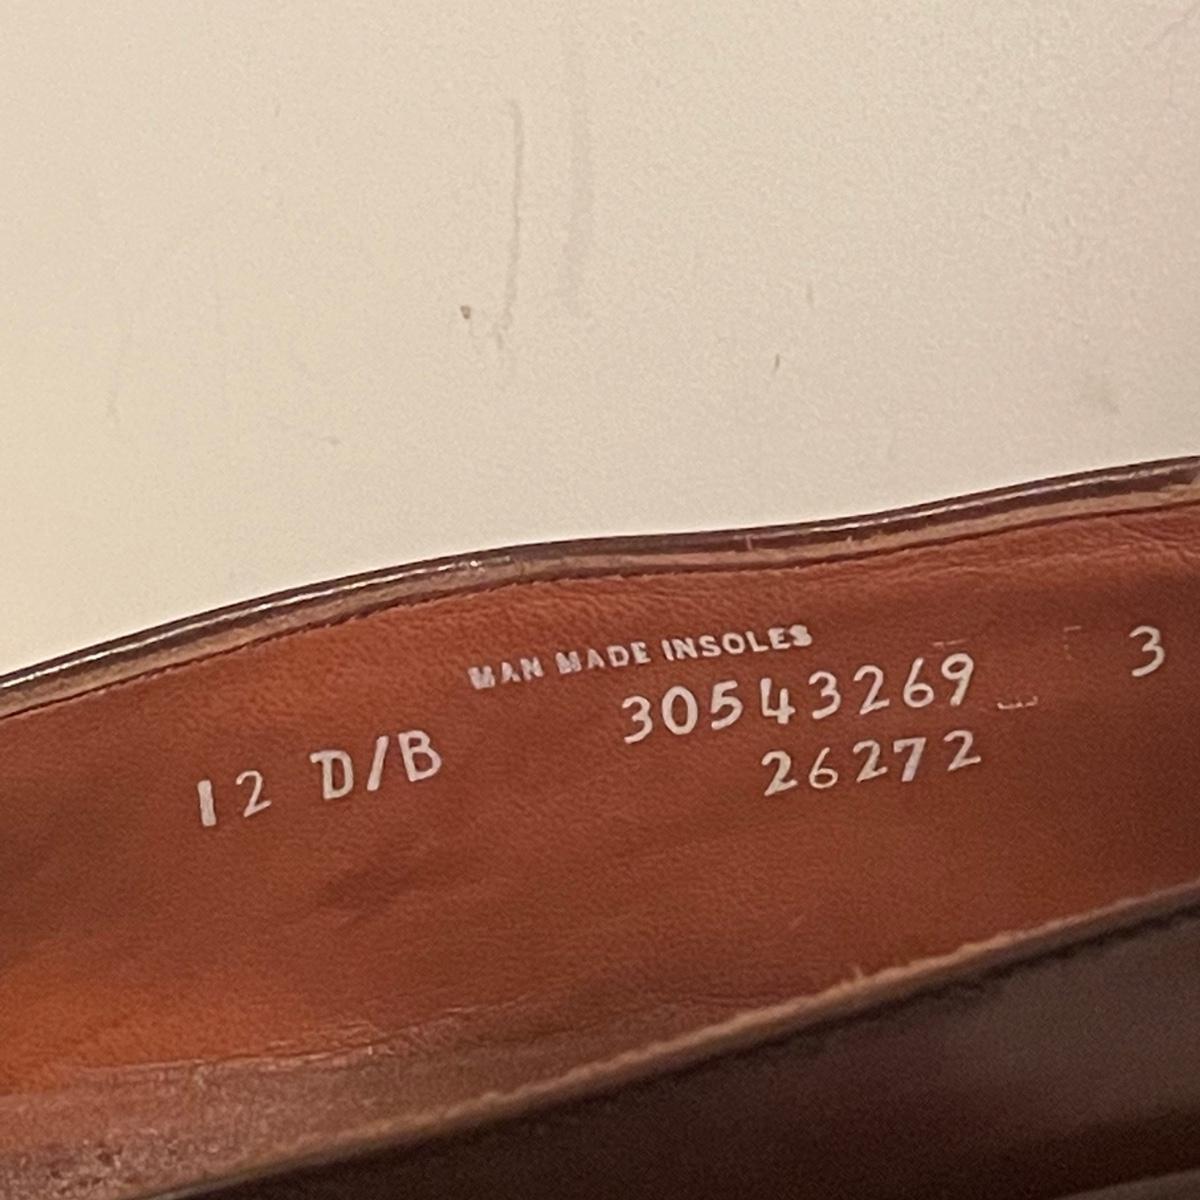 MAN MADE INSOLES
30543269 3
12 D/B 26272